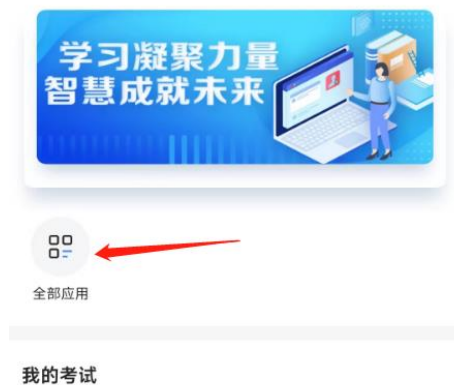 学习凝聚力量
智慧成就未来
全部应用
我的考试